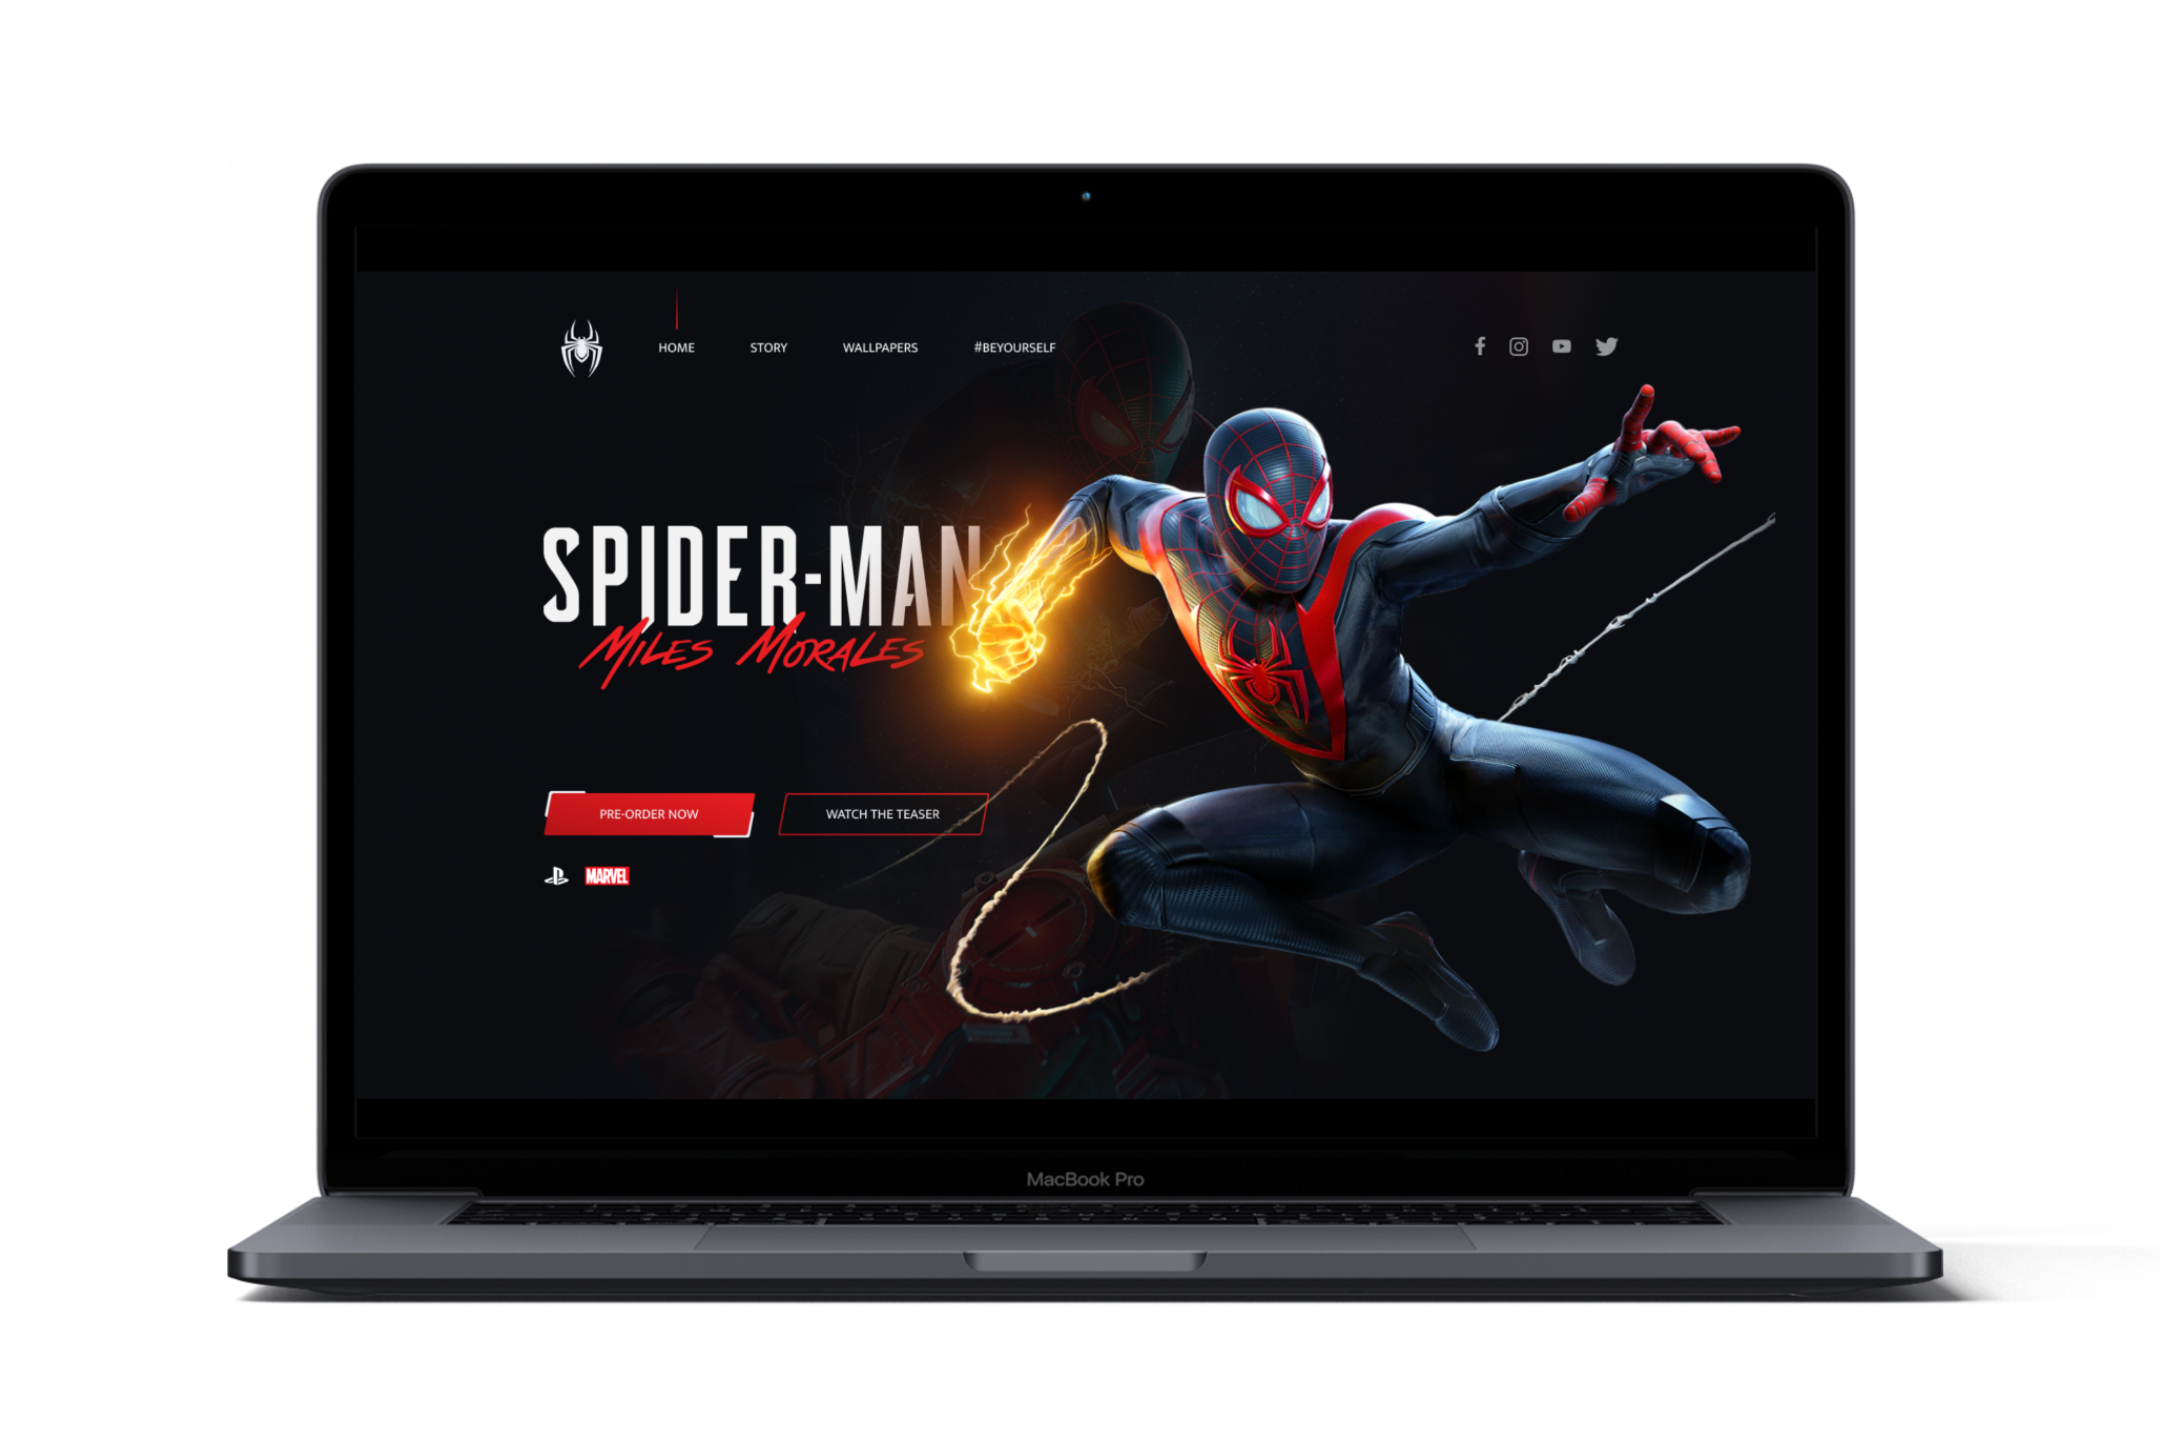 HOME STORY WALLPAPERS #BEYOURSELF
SPIDER-MAN
MILES MORALES
PRE-ORDER NOW WATCH THE TEASER
MARVEL
MacBook Pro